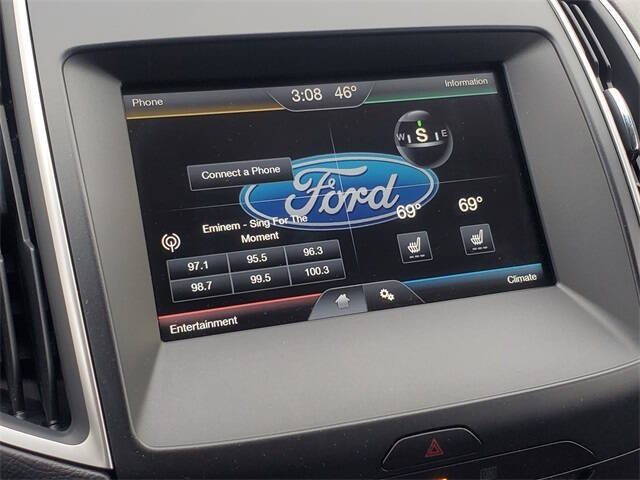 Phone
3:08 46°
Information
W S E
Connect a Phone
Ford
69° 69°
Eminem - Sing For The
Moment
97.1 95.5 96.3
98.7 99.5 100.3
Entertainment
Climate